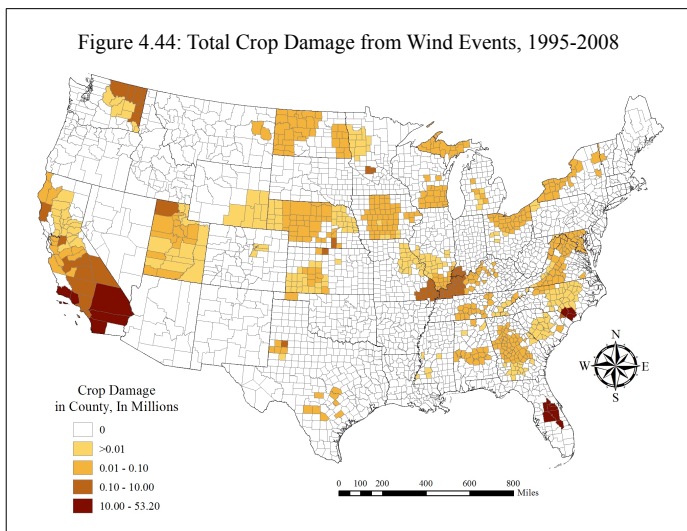 Figure 4.44: Total Crop Damage from Wind Events, 1995-2008
N
W
E
S
Crop Damage
in County, In Millions
0
>0.01
0.01 - 0.10
0.10 - 10.00
10.00 - 53.20
0 100 200 400 600 800
Miles